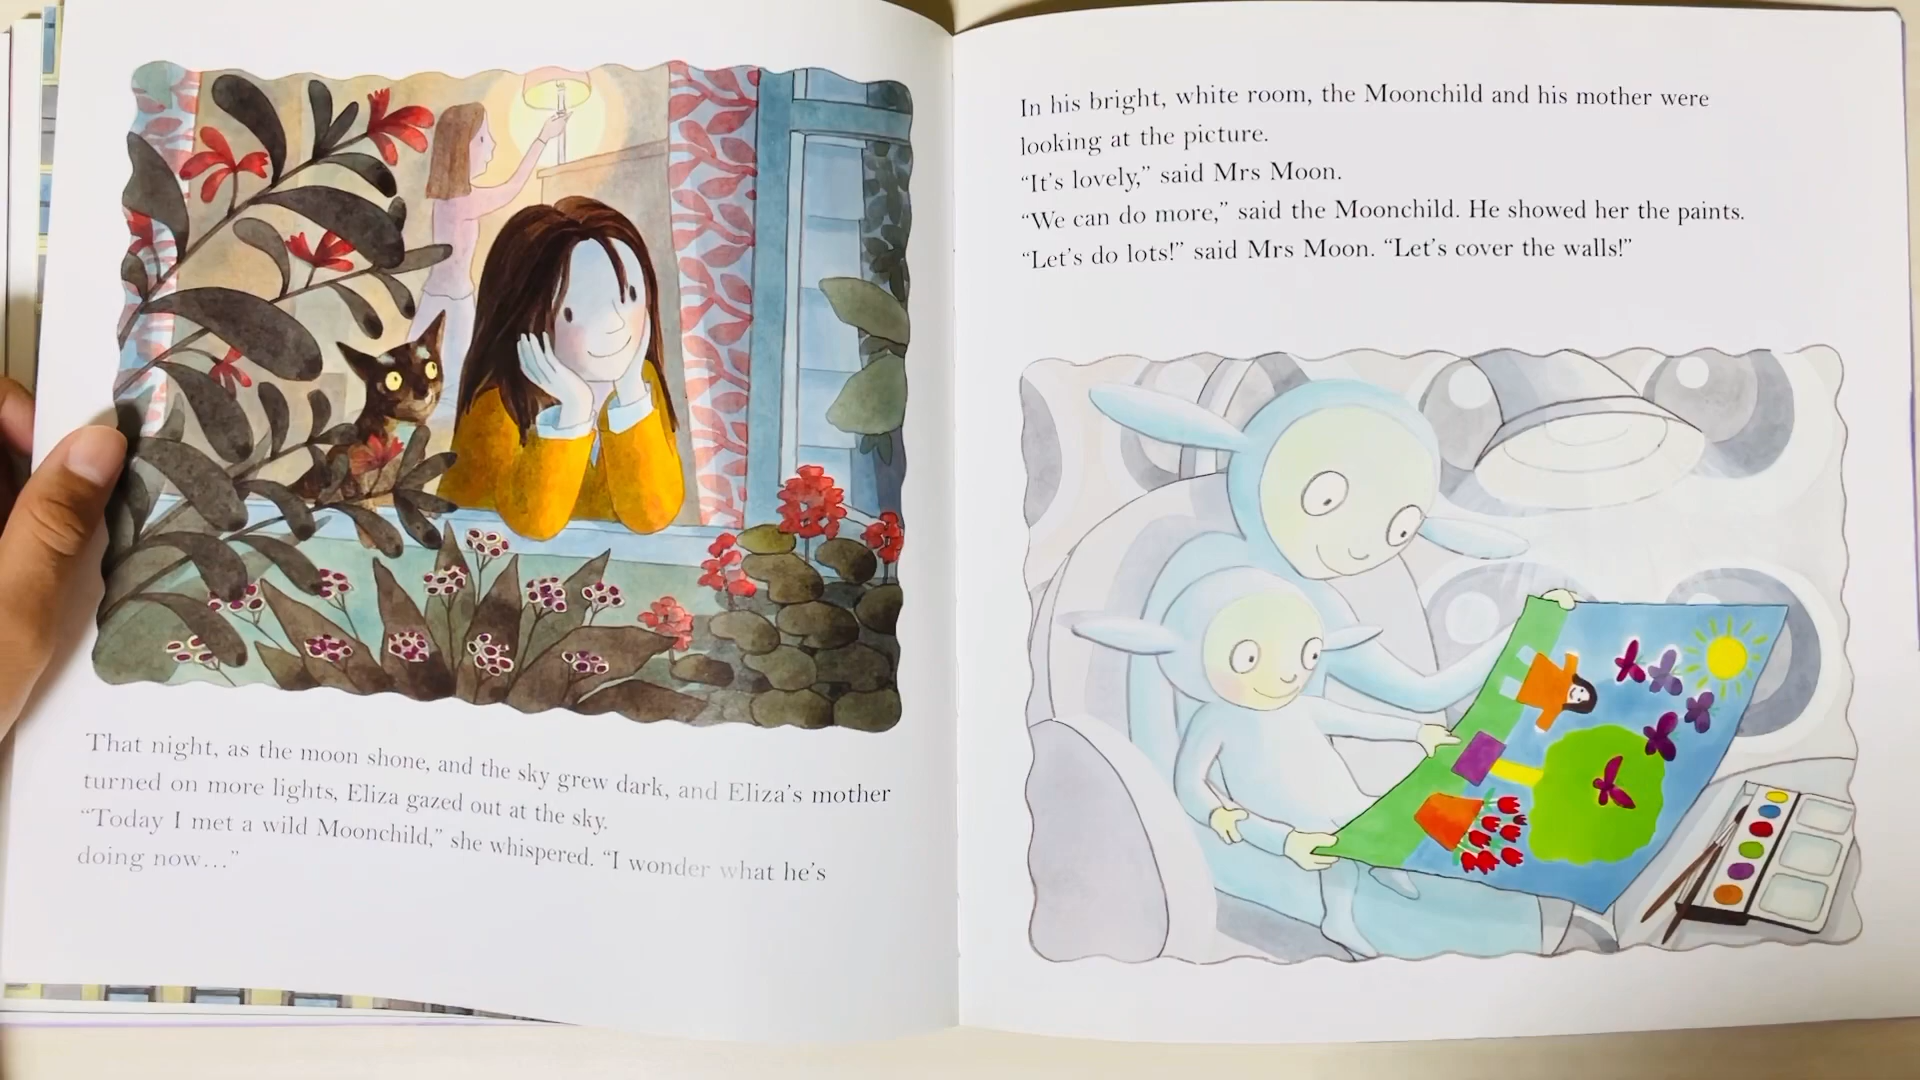 That night, as the moon shone, and the sky grew dark, and Eliza's mother
turned on more lights, Eliza gazed out at the sky.
“Today I met a wild Moonchild,” she whispered. “I wonder what he's
doing now…”
In his bright, white room, the Moonchild and his mother were
looking at the picture.
“It's lovely,” said Mrs Moon.
“We can do more,” said the Moonchild. He showed her the paints.
“Let's do lots!” said Mrs Moon. “Let's cover the walls!”